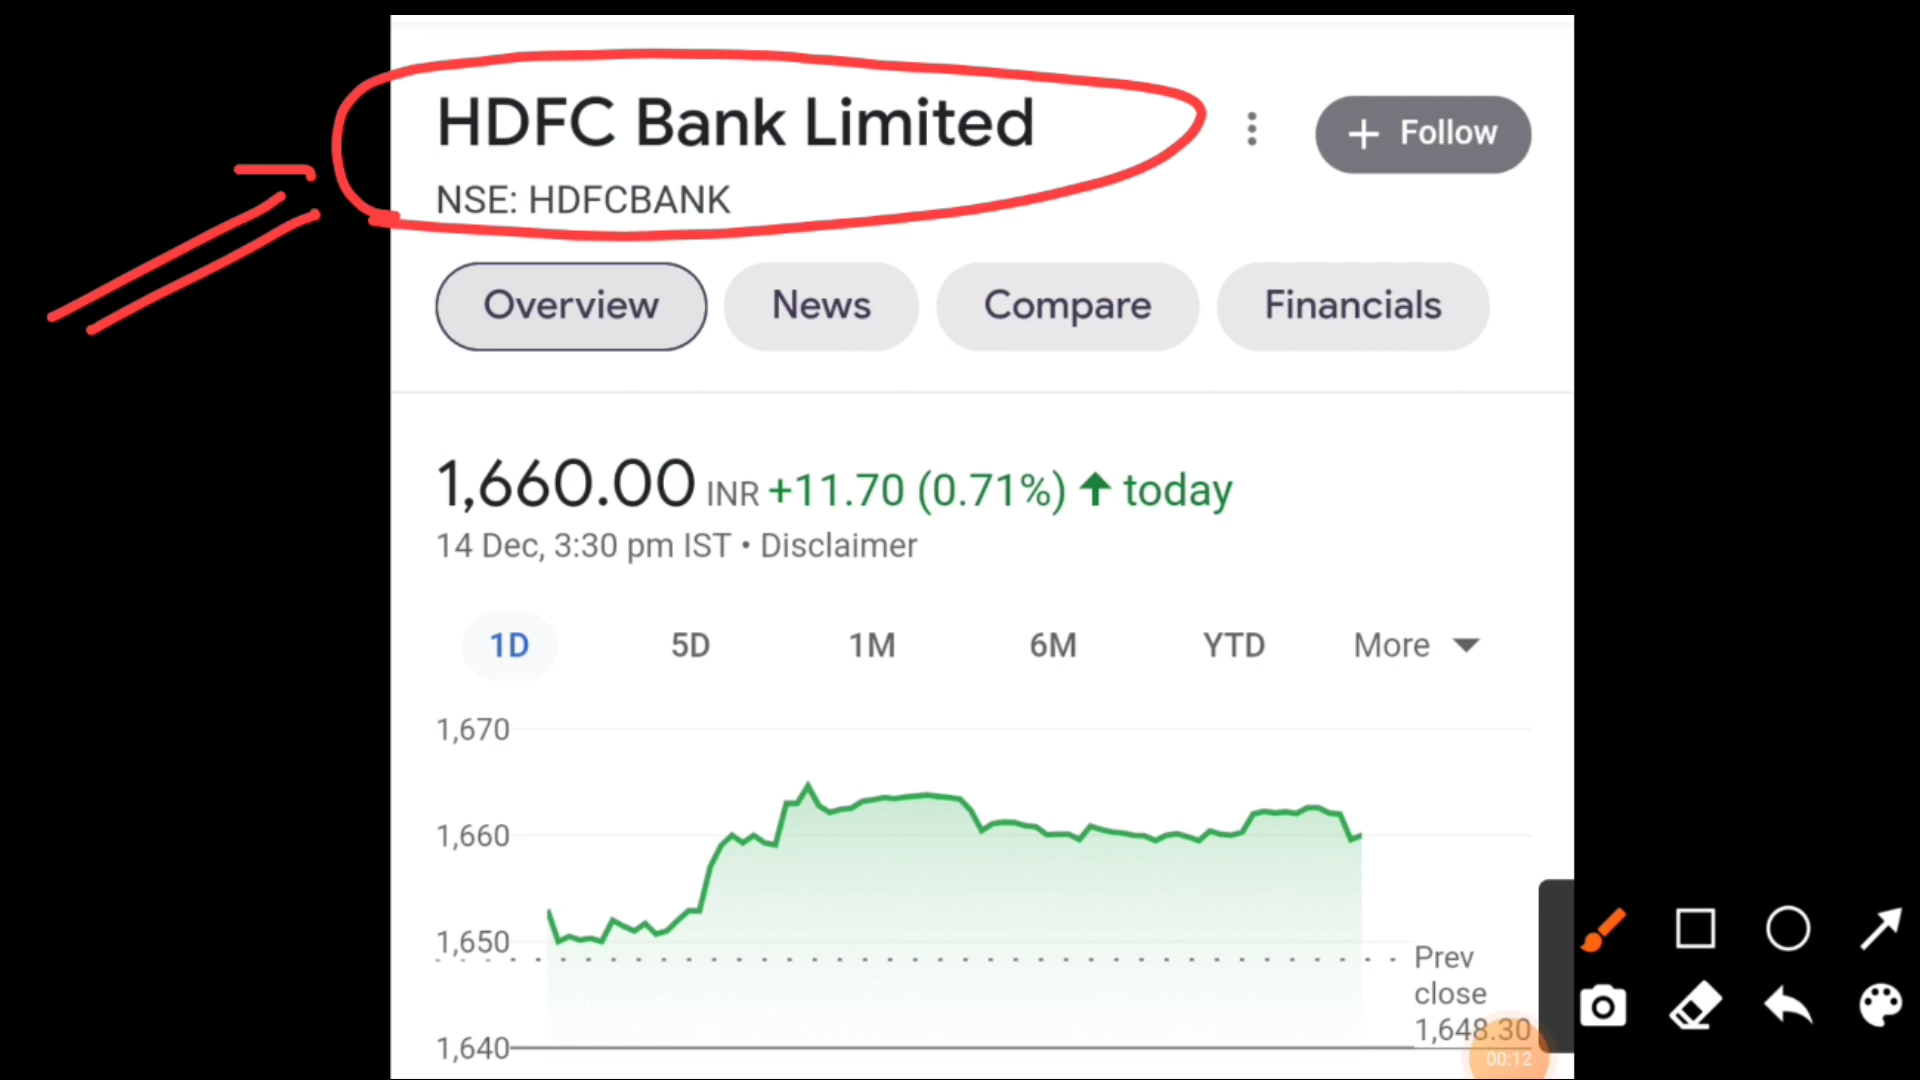 HDFC Bank Limited
+ Follow
NSE: HDFCBANK
Overview News Compare Financials
1,660.00 INR +11.70 (0.71%) ↑ today
14 Dec, 3:30 pm IST • Disclaimer
1D 5D 1M 6M YTD More
1,670
1,660
1,650
Prev
close
1,648.30
1,640
00:12